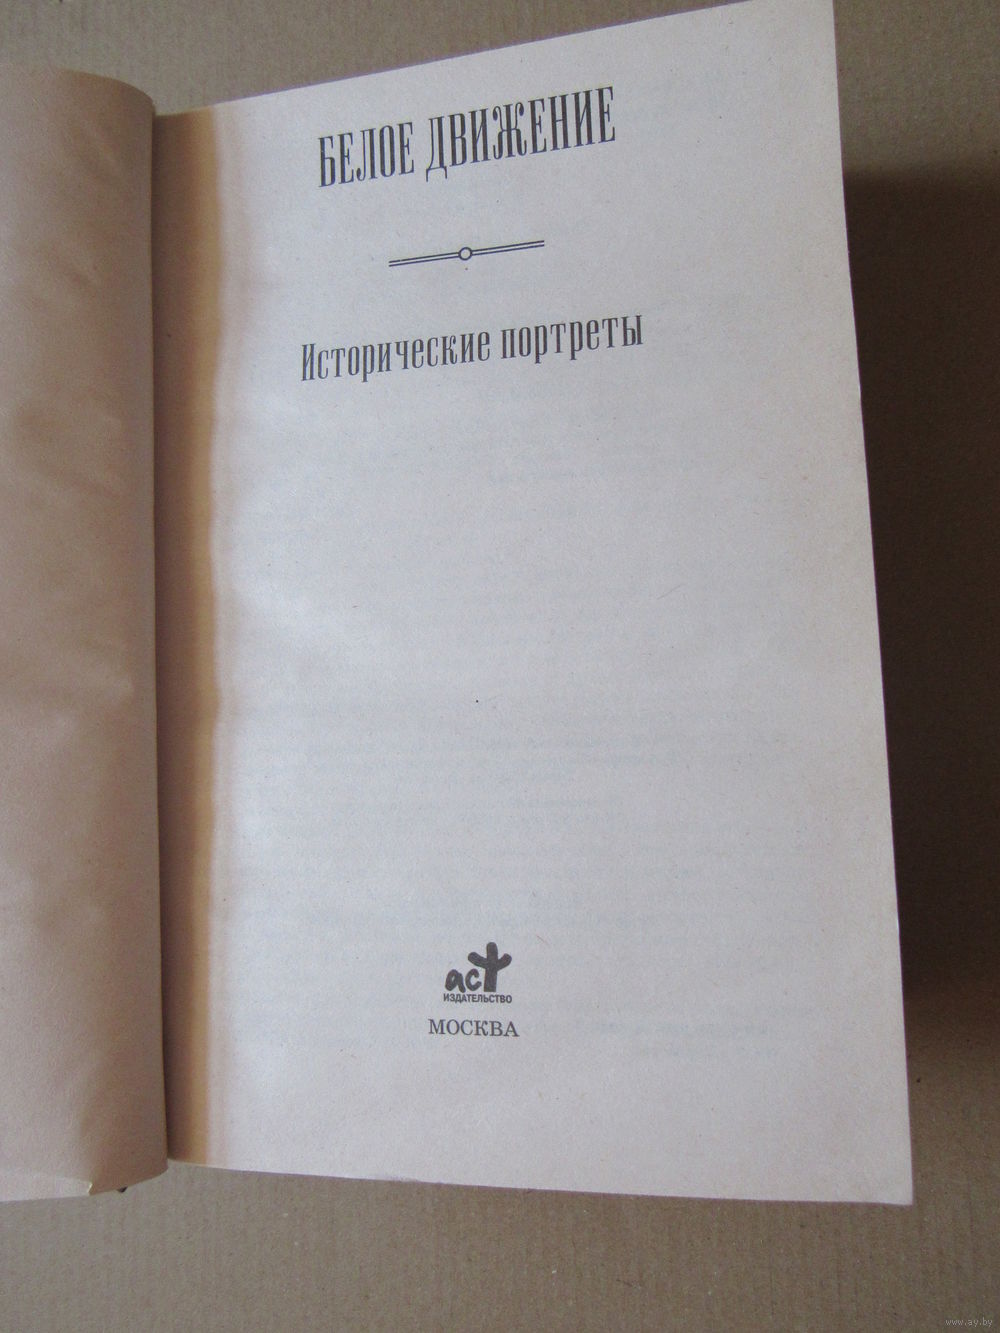 БЕЛОЕ ДВИЖЕНИЕ
Исторические портреты
аст
ИЗДАТЕЛЬСТВО
МОСКВА
www.ay.by